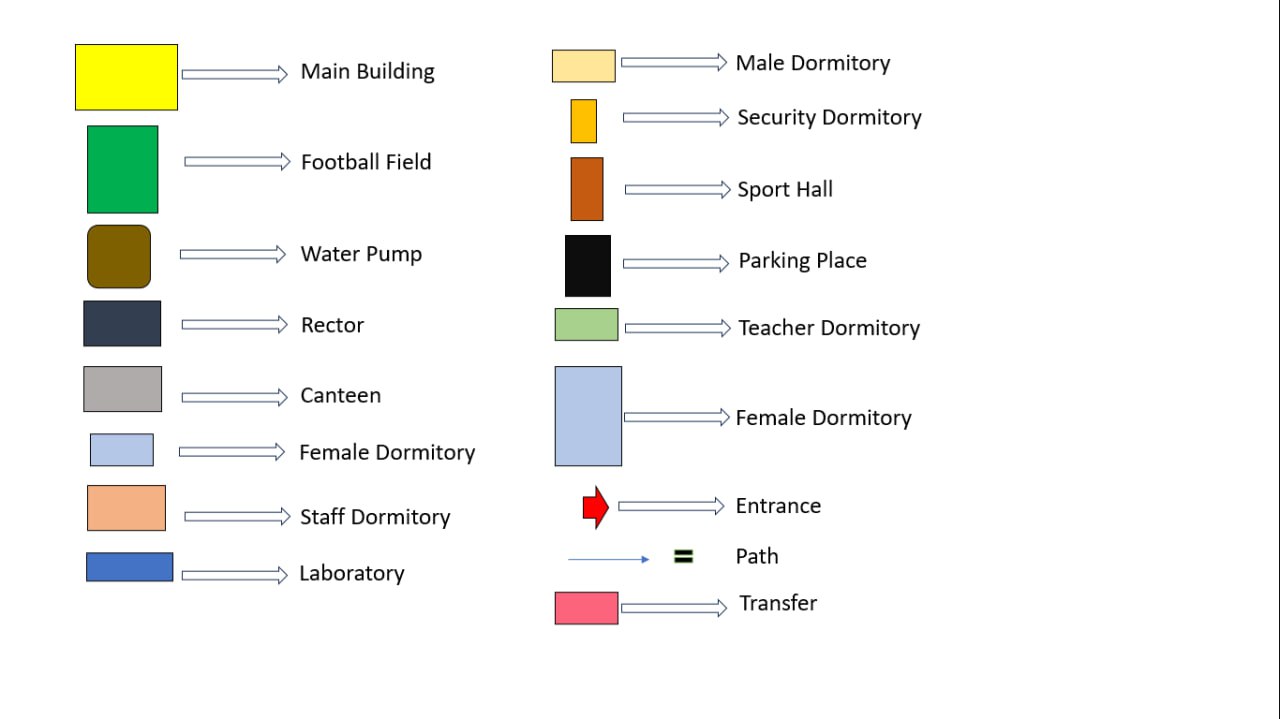 Main Building
Football Field
Water Pump
Rector
Canteen
Female Dormitory
Staff Dormitory
Laboratory
Male Dormitory
Security Dormitory
Sport Hall
Parking Place
Teacher Dormitory
Female Dormitory
Entrance
= Path
Transfer